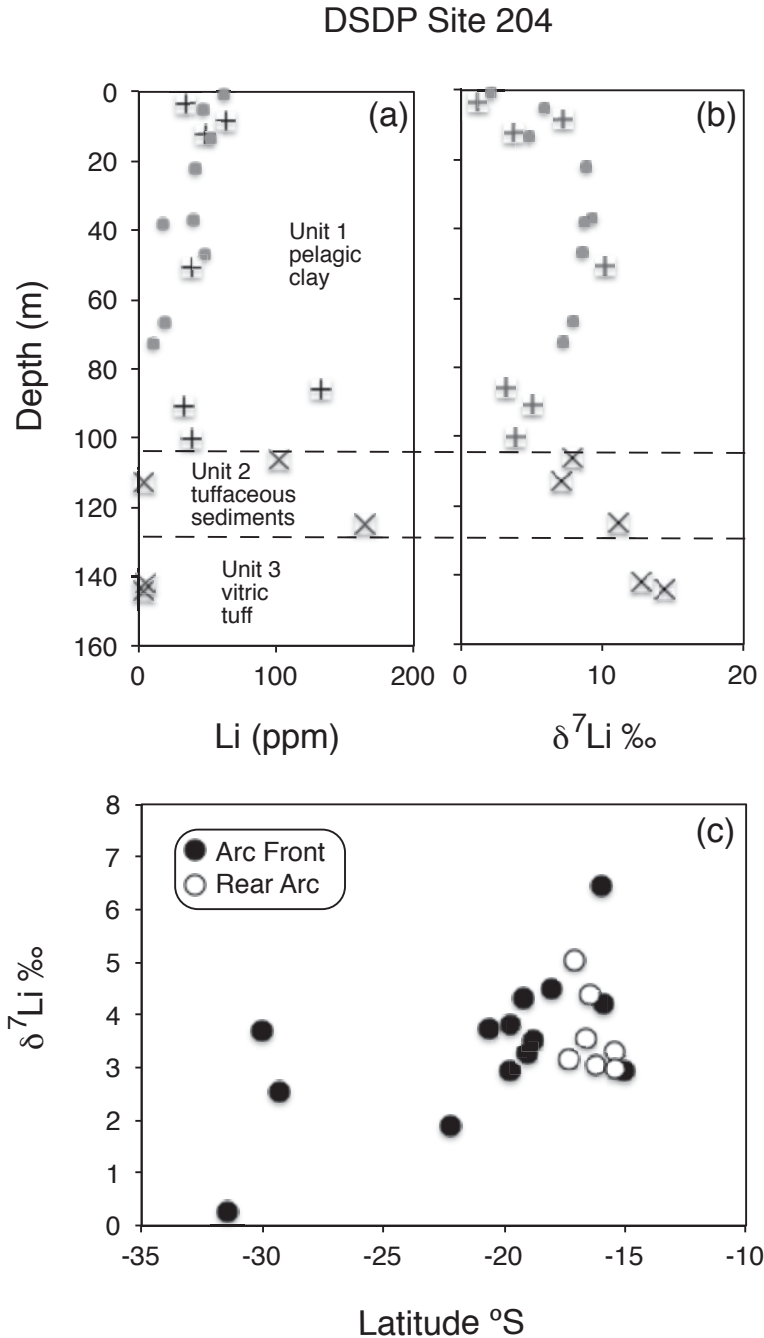 DSDP Site 204
0
20
40
60
80
100
120
140
160
Depth (m)
(a)
Unit 1
pelagic
clay
Unit 2
tuffaceous
sediments
Unit 3
vitric
tuff
0 100 200
Li (ppm)
(b)
0 10 20
δ⁷Li ‰
8
7
6
5
4
3
2
1
0
δ⁷Li ‰
(c)
Arc Front
Rear Arc
-35 -30 -25 -20 -15 -10
Latitude ºS